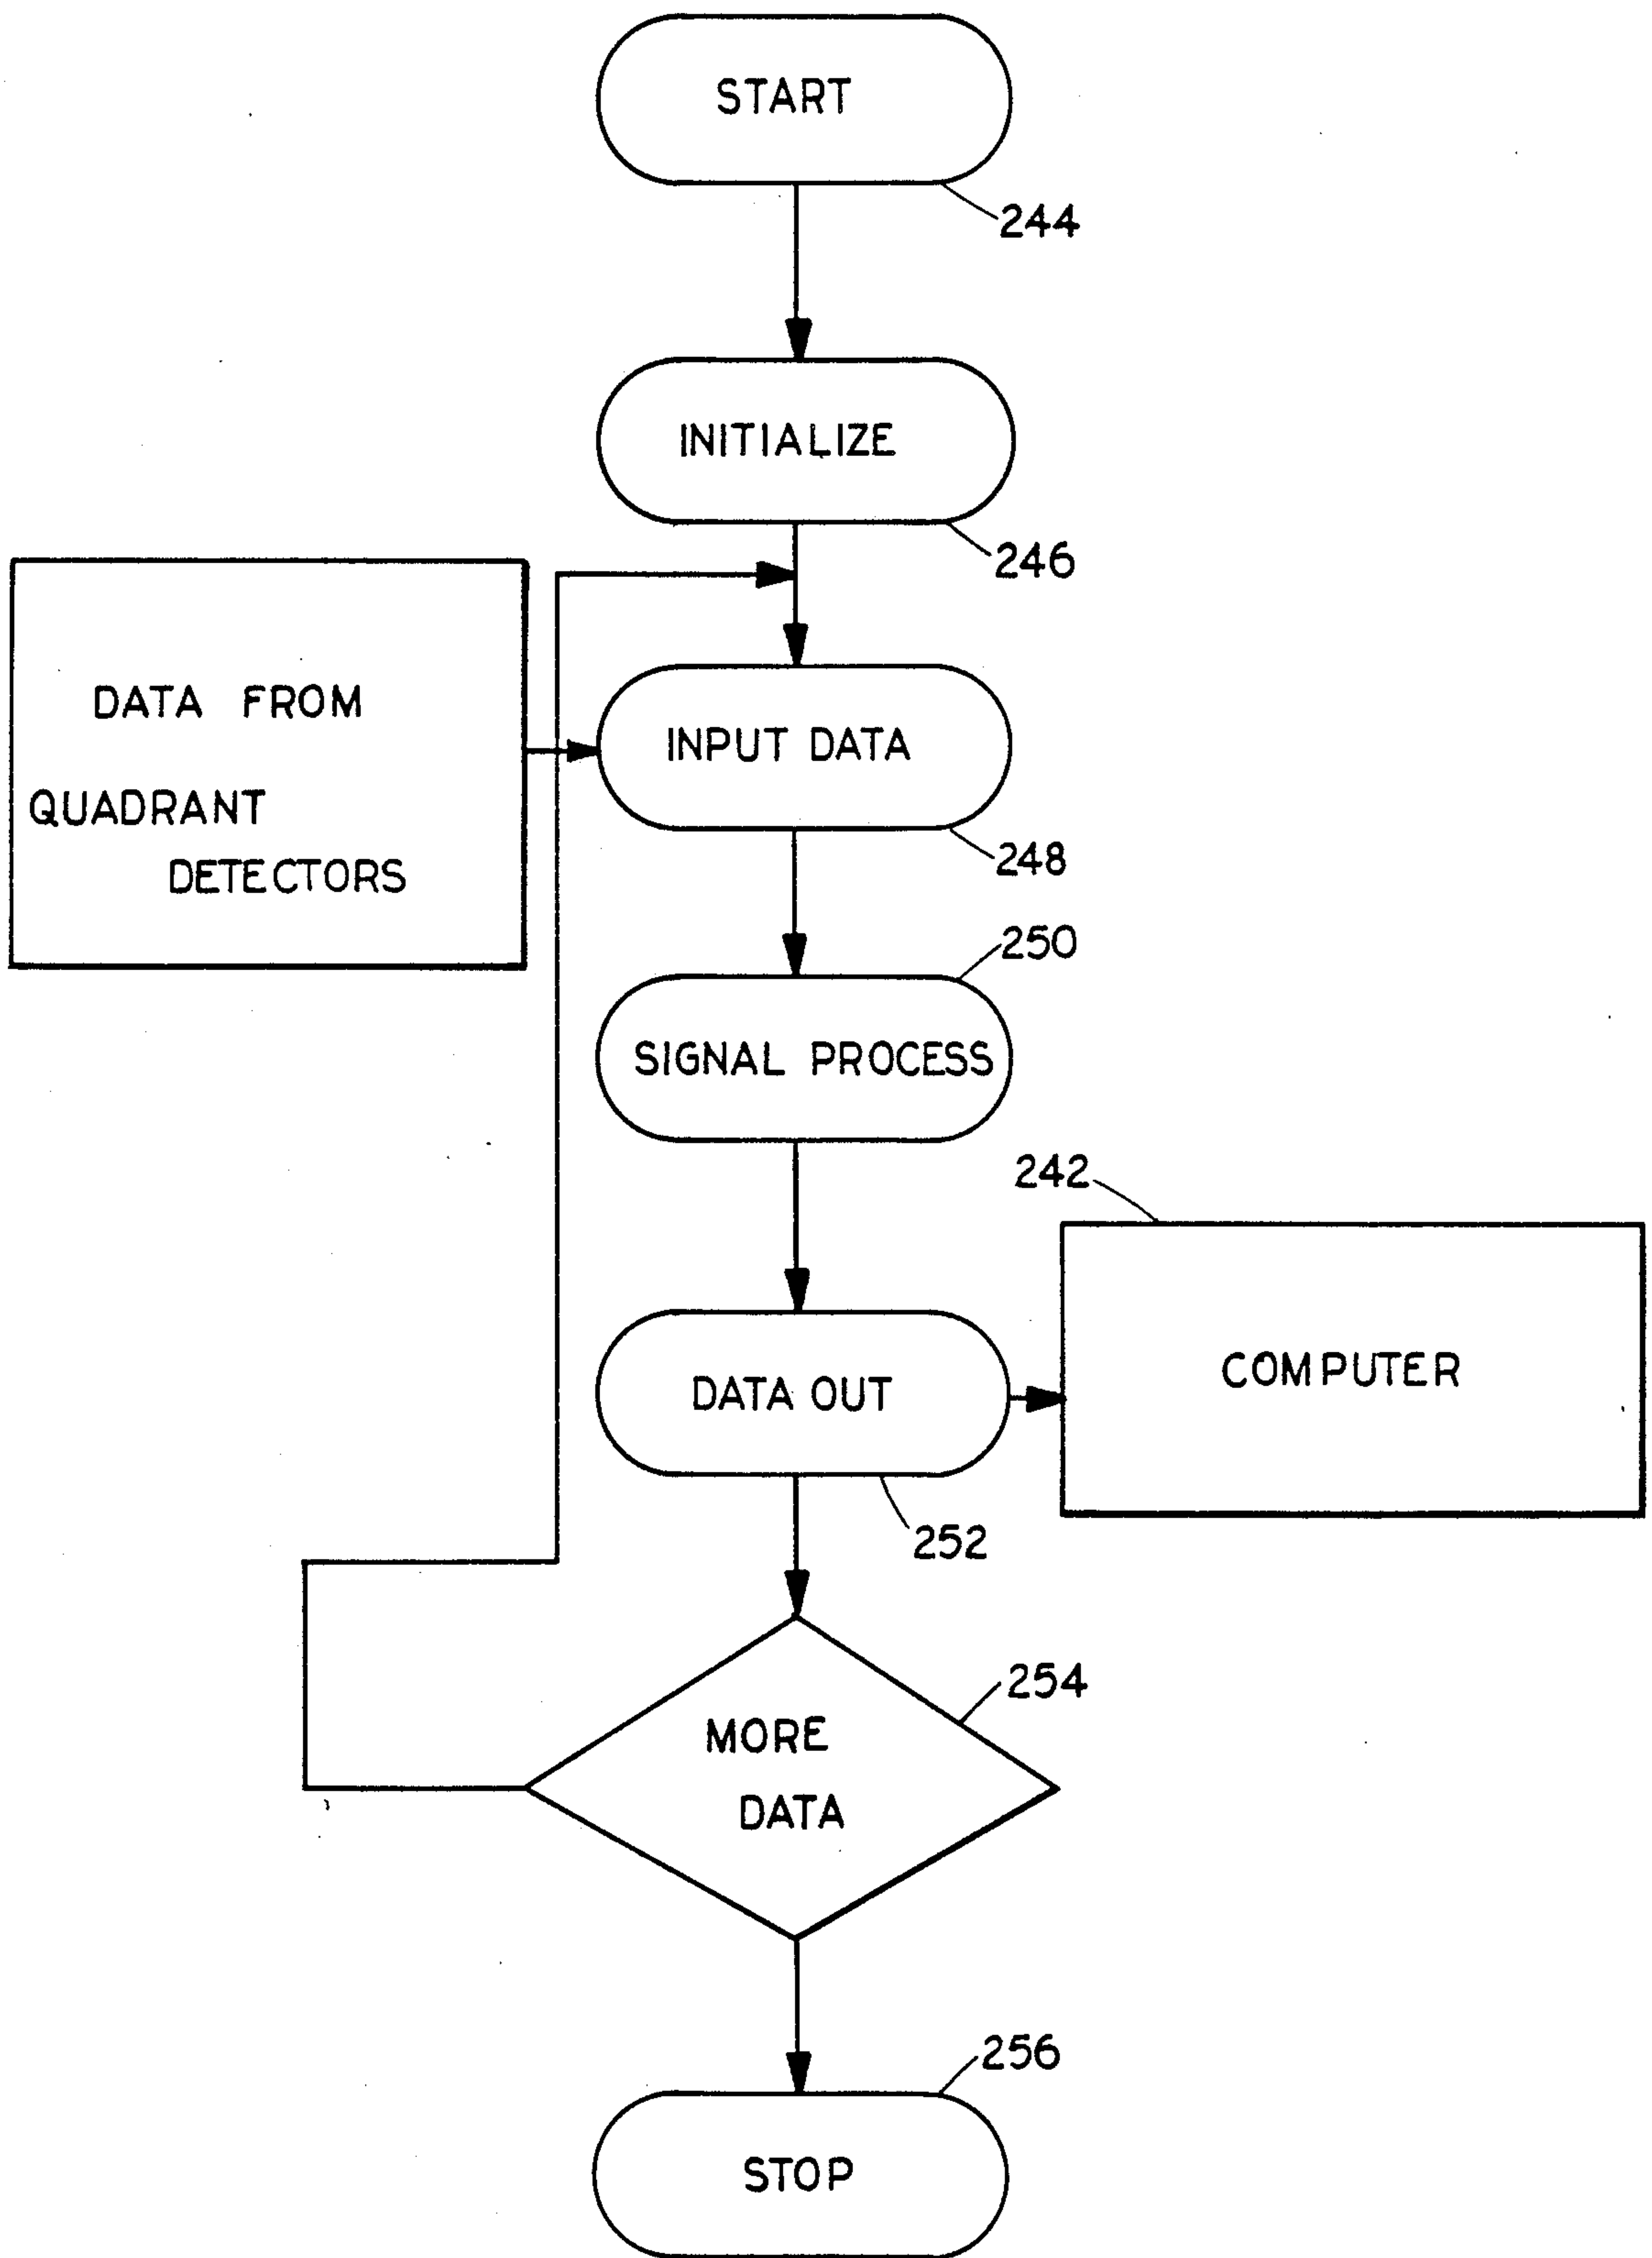 START
244
INITIALIZE
246
DATA FROM
QUADRANT
DETECTORS
INPUT DATA
248
250
SIGNAL PROCESS
242
COMPUTER
DATA OUT
252
254
MORE
DATA
256
STOP